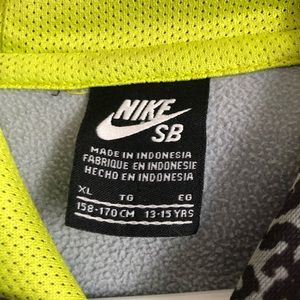 NIKE
SB
MADE IN INDONESIA
FABRIQUE EN INDONESIE
HECHO EN INDONESIA
XL TG EG
158-170 CM 13-15 YRS